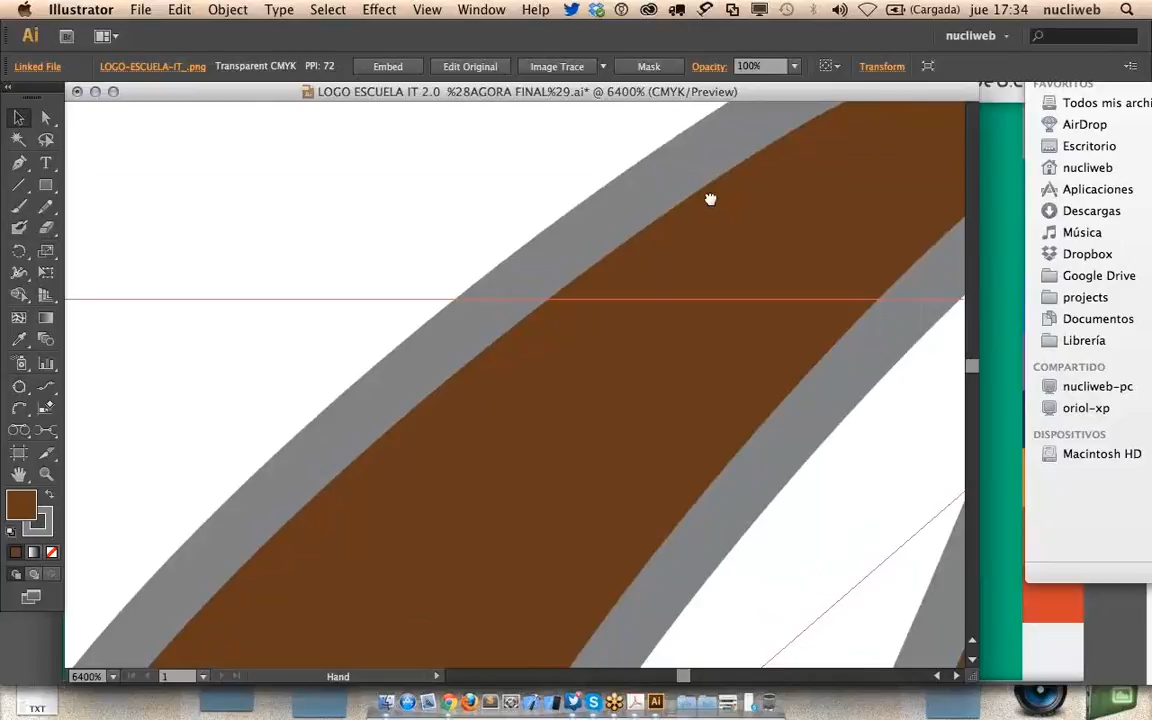 Illustrator File Edit Object Type Select Effect View Window Help (Cargada) jue 17:34 nucliweb
Ai Br nucliweb
Linked File LOGO-ESCUELA-IT_.png Transparent CMYK PPI: 72 Embed Edit Original Image Trace Mask Opacity: 100% Transform
LOGO ESCUELA IT 2.0 %28AGORA FINAL%29.ai* @ 6400% (CMYK/Preview)
FAVORITOS
Todos mis archi
AirDrop
Escritorio
nucliweb
Aplicaciones
Descargas
Música
Dropbox
Google Drive
projects
Documentos
Librería
COMPARTIDO
nucliweb-pc
oriol-xp
DISPOSITIVOS
Macintosh HD
6400% 1 Hand
Ai
TXT